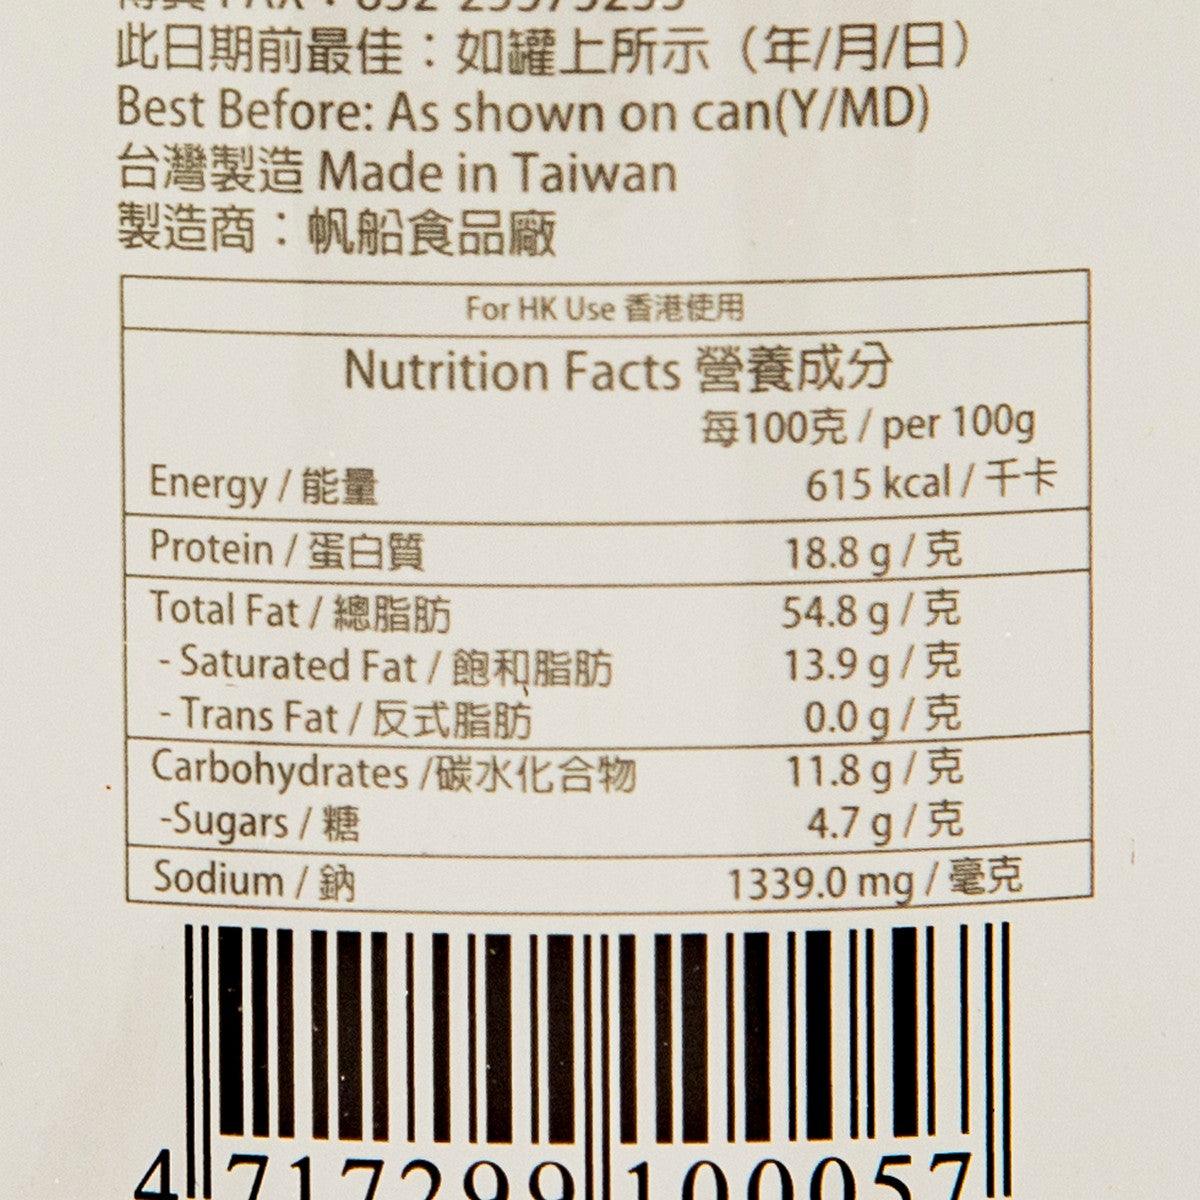 此日期前最佳：如罐上所示（年/月/日）
Best Before: As shown on can(Y/MD)
台灣製造 Made in Taiwan
製造商：帆船食品廠
For HK Use 香港使用
Nutrition Facts 營養成分
每100克 / per 100g
Energy / 能量 615 kcal / 千卡
Protein / 蛋白質 18.8 g / 克
Total Fat / 總脂肪 54.8 g / 克
- Saturated Fat / 飽和脂肪 13.9 g / 克
- Trans Fat / 反式脂肪 0.0 g / 克
Carbohydrates /碳水化合物 11.8 g / 克
-Sugars / 糖 4.7 g / 克
Sodium / 鈉 1339.0 mg / 毫克
4 717299 100057